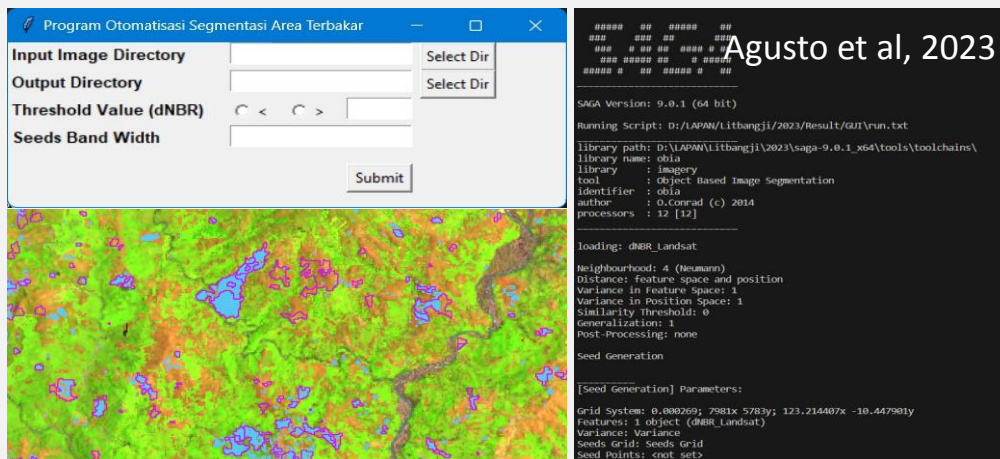 Program Otomatisasi Segmentasi Area Terbakar
Input Image Directory
Select Dir
Output Directory
Select Dir
Threshold Value (dNBR)
< >
Seeds Band Width
Submit
Agusto et al, 2023
SAGA Version: 9.0.1 (64 bit)
Running Script: D:/LAPAN/Litbangji/2023/Result/GUI\run.txt
library path: D:\LAPAN\Litbangji\2023\saga-9.0.1_x64\tools\toolchains\
library name: obia
library : imagery
tool : Object Based Image Segmentation
identifier : obia
author : O.Conrad (c) 2014
processors : 12 [12]
loading: dNBR_Landsat
Neighbourhood: 4 (Neumann)
Distance: feature space and position
Variance in Feature Space: 1
Variance in Position Space: 1
Similarity Threshold: 0
Generalization: 1
Post-Processing: none
Seed Generation
[Seed Generation] Parameters:
Grid System: 0.000269; 7981x 5783y; 123.214407x -10.447901y
Features: 1 object (dNBR_Landsat)
Variance: Variance
Seeds Grid: Seeds Grid
Seed Points: <not set>